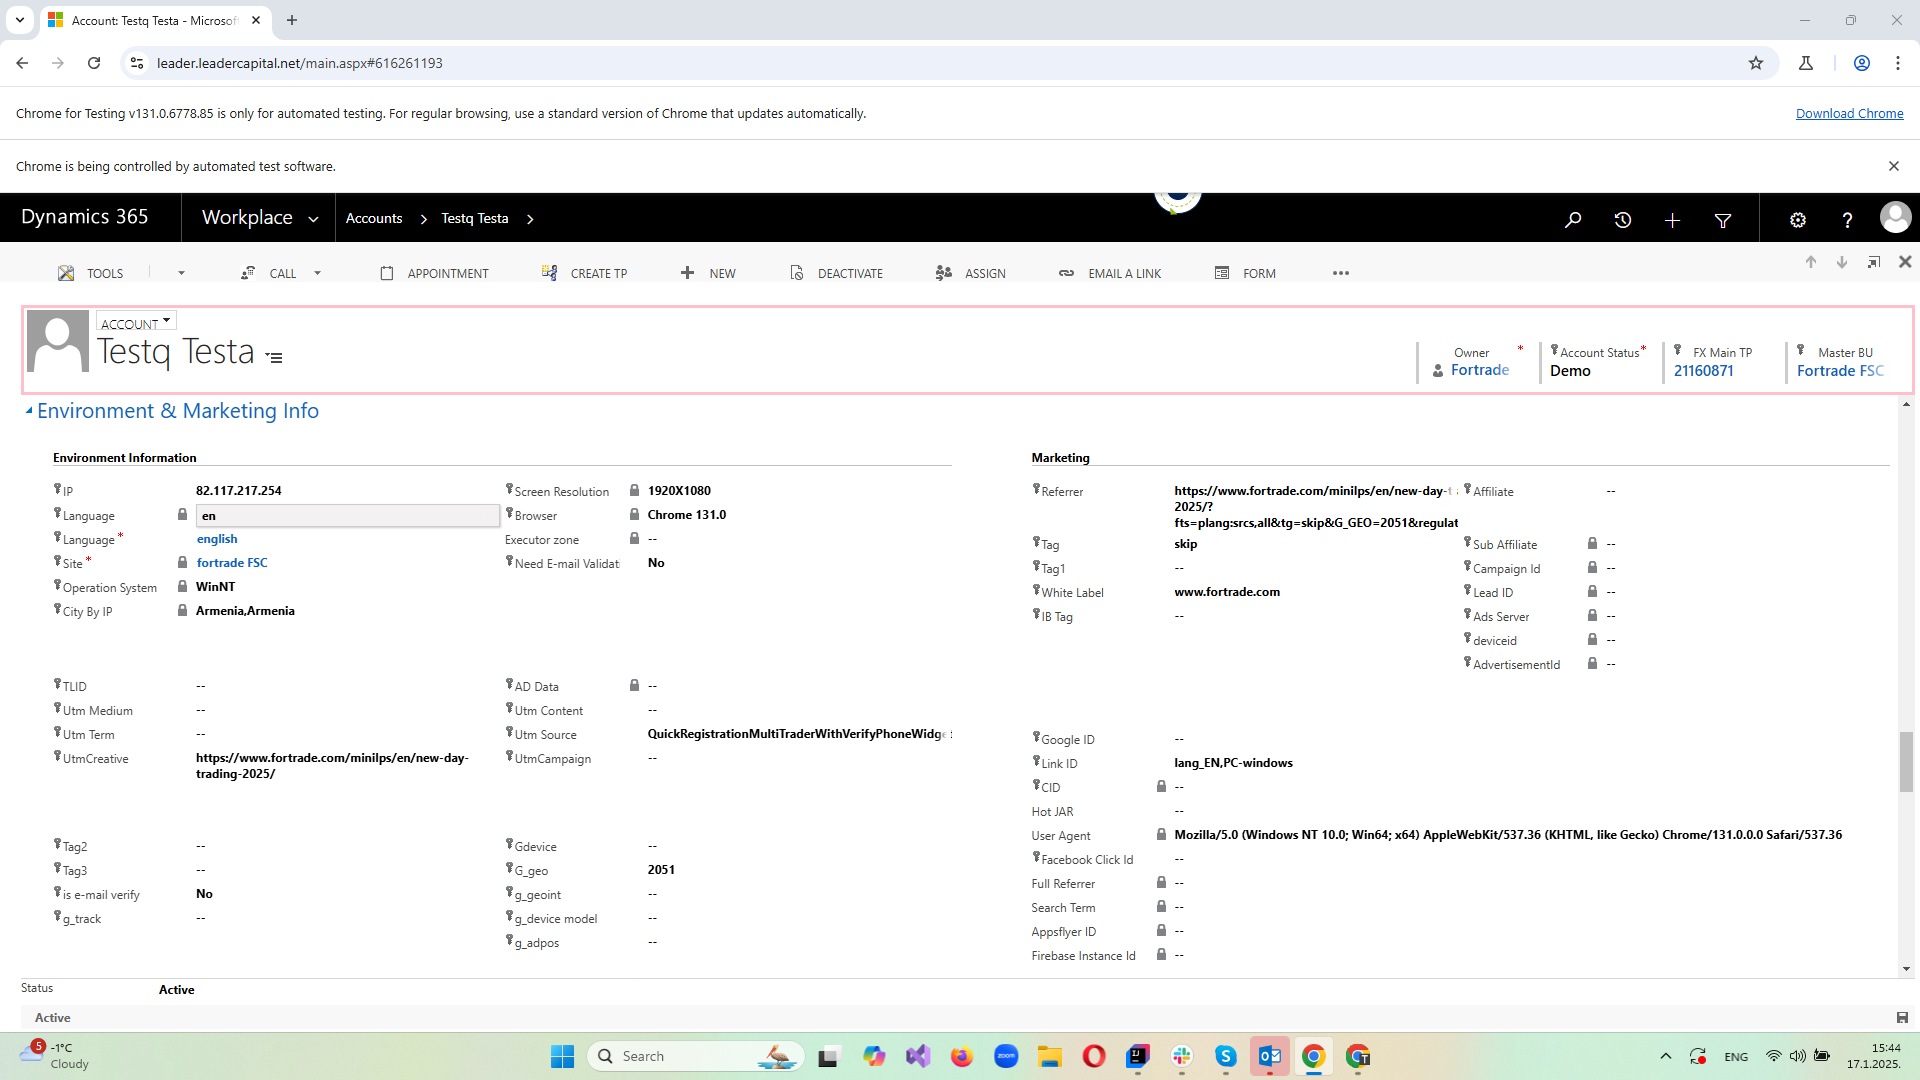 Account: Testq Testa - Microsof
leader.leadercapital.net/main.aspx#616261193
Chrome for Testing v131.0.6778.85 is only for automated testing. For regular browsing, use a standard version of Chrome that updates automatically.
Download Chrome
Chrome is being controlled by automated test software.
Dynamics 365
Workplace
Accounts
Testq Testa
TOOLS
CALL
APPOINTMENT
CREATE TP
NEW
DEACTIVATE
ASSIGN
EMAIL A LINK
FORM
ACCOUNT
Testq Testa
Owner *
Fortrade
Account Status *
Demo
FX Main TP
21160871
Master BU
Fortrade FSC
Environment & Marketing Info
Environment Information
IP 82.117.217.254
Language en
Language * english
Site * fortrade FSC
Operation System WinNT
City By IP Armenia,Armenia
Screen Resolution 1920X1080
Browser Chrome 131.0
Executor zone --
Need E-mail Validat No
TLID --
Utm Medium --
Utm Term --
UtmCreative https://www.fortrade.com/minilps/en/new-day-
trading-2025/
AD Data --
Utm Content --
Utm Source QuickRegistrationMultiTraderWithVerifyPhoneWidge
UtmCampaign --
Tag2 --
Tag3 --
is e-mail verify No
g_track --
Gdevice --
G_geo 2051
g_geoint --
g_device model --
g_adpos --
Marketing
Referrer https://www.fortrade.com/minilps/en/new-day-t
2025/?
fts=plang:srcs,all&tg=skip&G_GEO=2051&regulat
Tag skip
Tag1 --
White Label www.fortrade.com
IB Tag --
Affiliate --
Sub Affiliate --
Campaign Id --
Lead ID --
Ads Server --
deviceid --
AdvertisementId --
Google ID --
Link ID lang_EN,PC-windows
CID --
Hot JAR --
User Agent Mozilla/5.0 (Windows NT 10.0; Win64; x64) AppleWebKit/537.36 (KHTML, like Gecko) Chrome/131.0.0.0 Safari/537.36
Facebook Click Id --
Full Referrer --
Search Term --
Appsflyer ID --
Firebase Instance Id --
Status Active
Active
5
-1°C
Cloudy
Search
zoom
ENG
15:44
17.1.2025.